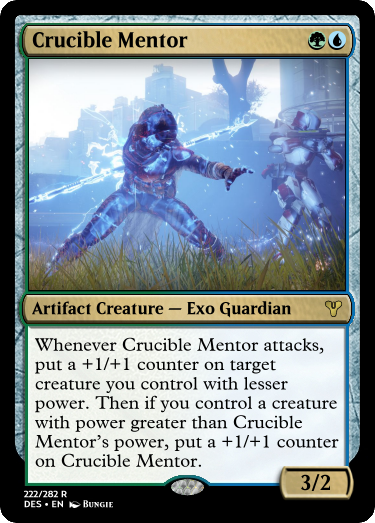 Crucible Mentor
Artifact Creature — Exo Guardian
Whenever Crucible Mentor attacks,
put a +1/+1 counter on target
creature you control with lesser
power. Then if you control a creature
with power greater than Crucible
Mentor's power, put a +1/+1 counter
on Crucible Mentor.
3/2
222/282 R
DES • EN Bungie